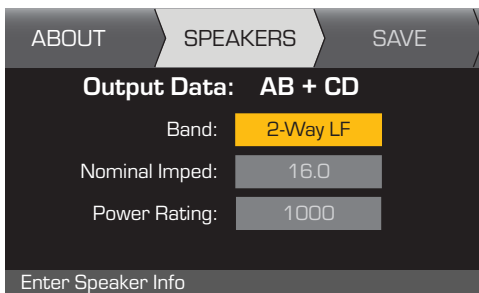 ABOUT SPEAKERS SAVE
Output Data: AB + CD
Band: 2-Way LF
Nominal Imped: 16.0
Power Rating: 1000
Enter Speaker Info